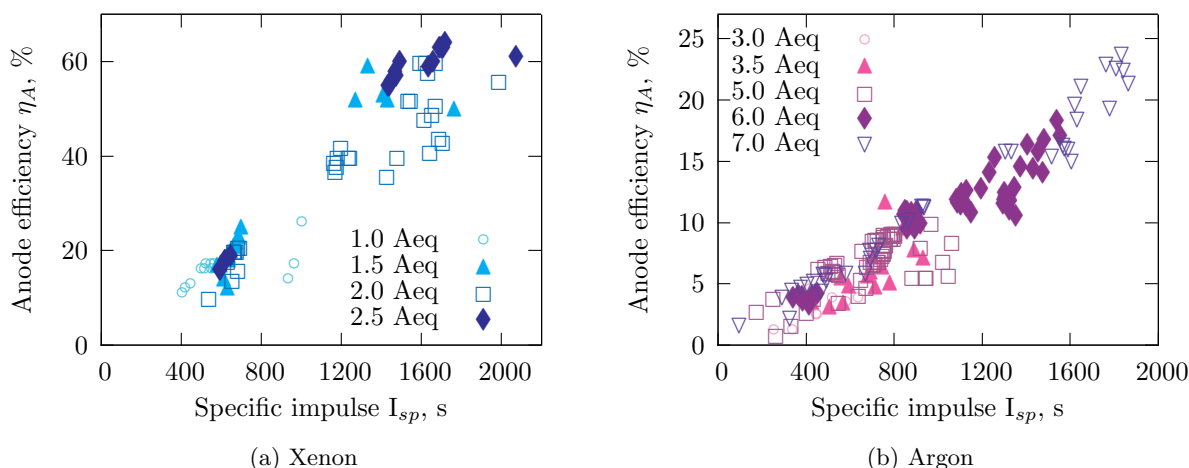 Anode efficiency η_A, %
60
40
20
0
1.0 Aeq
1.5 Aeq
2.0 Aeq
2.5 Aeq
400 800 1200 1600 2000
Specific impulse I_sp, s
(a) Xenon
Anode efficiency η_A, %
25
20
15
10
5
0
3.0 Aeq
3.5 Aeq
5.0 Aeq
6.0 Aeq
7.0 Aeq
400 800 1200 1600 2000
Specific impulse I_sp, s
(b) Argon